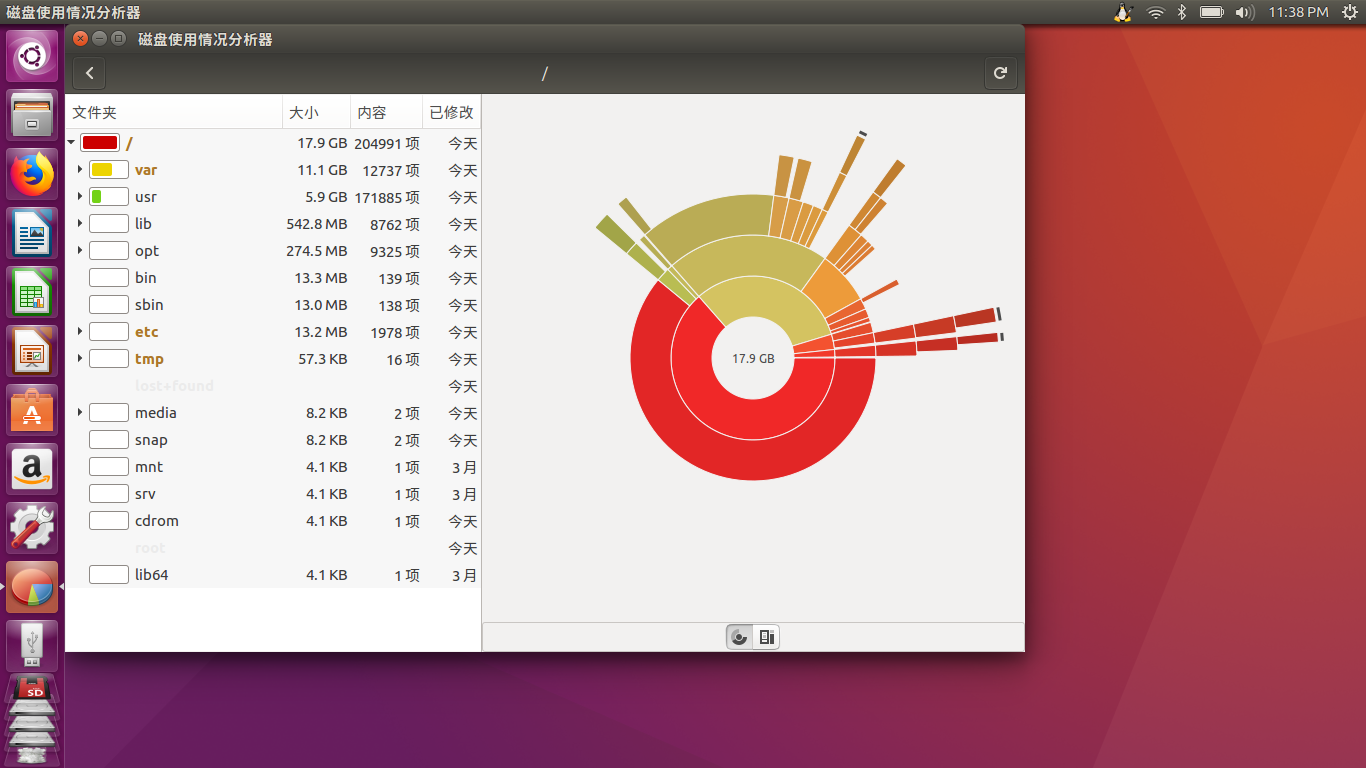 磁盘使用情况分析器
11:38 PM
磁盘使用情况分析器
/
文件夹 大小 内容 已修改
/ 17.9 GB 204991 项 今天
var 11.1 GB 12737 项 今天
usr 5.9 GB 171885 项 今天
lib 542.8 MB 8762 项 今天
opt 274.5 MB 9325 项 今天
bin 13.3 MB 139 项 今天
sbin 13.0 MB 138 项 今天
etc 13.2 MB 1978 项 今天
tmp 57.3 KB 16 项 今天
lost+found 今天
media 8.2 KB 2 项 今天
snap 8.2 KB 2 项 今天
mnt 4.1 KB 1 项 3 月
srv 4.1 KB 1 项 3 月
cdrom 4.1 KB 1 项 今天
root 今天
lib64 4.1 KB 1 项 3 月
17.9 GB
A
a
SD